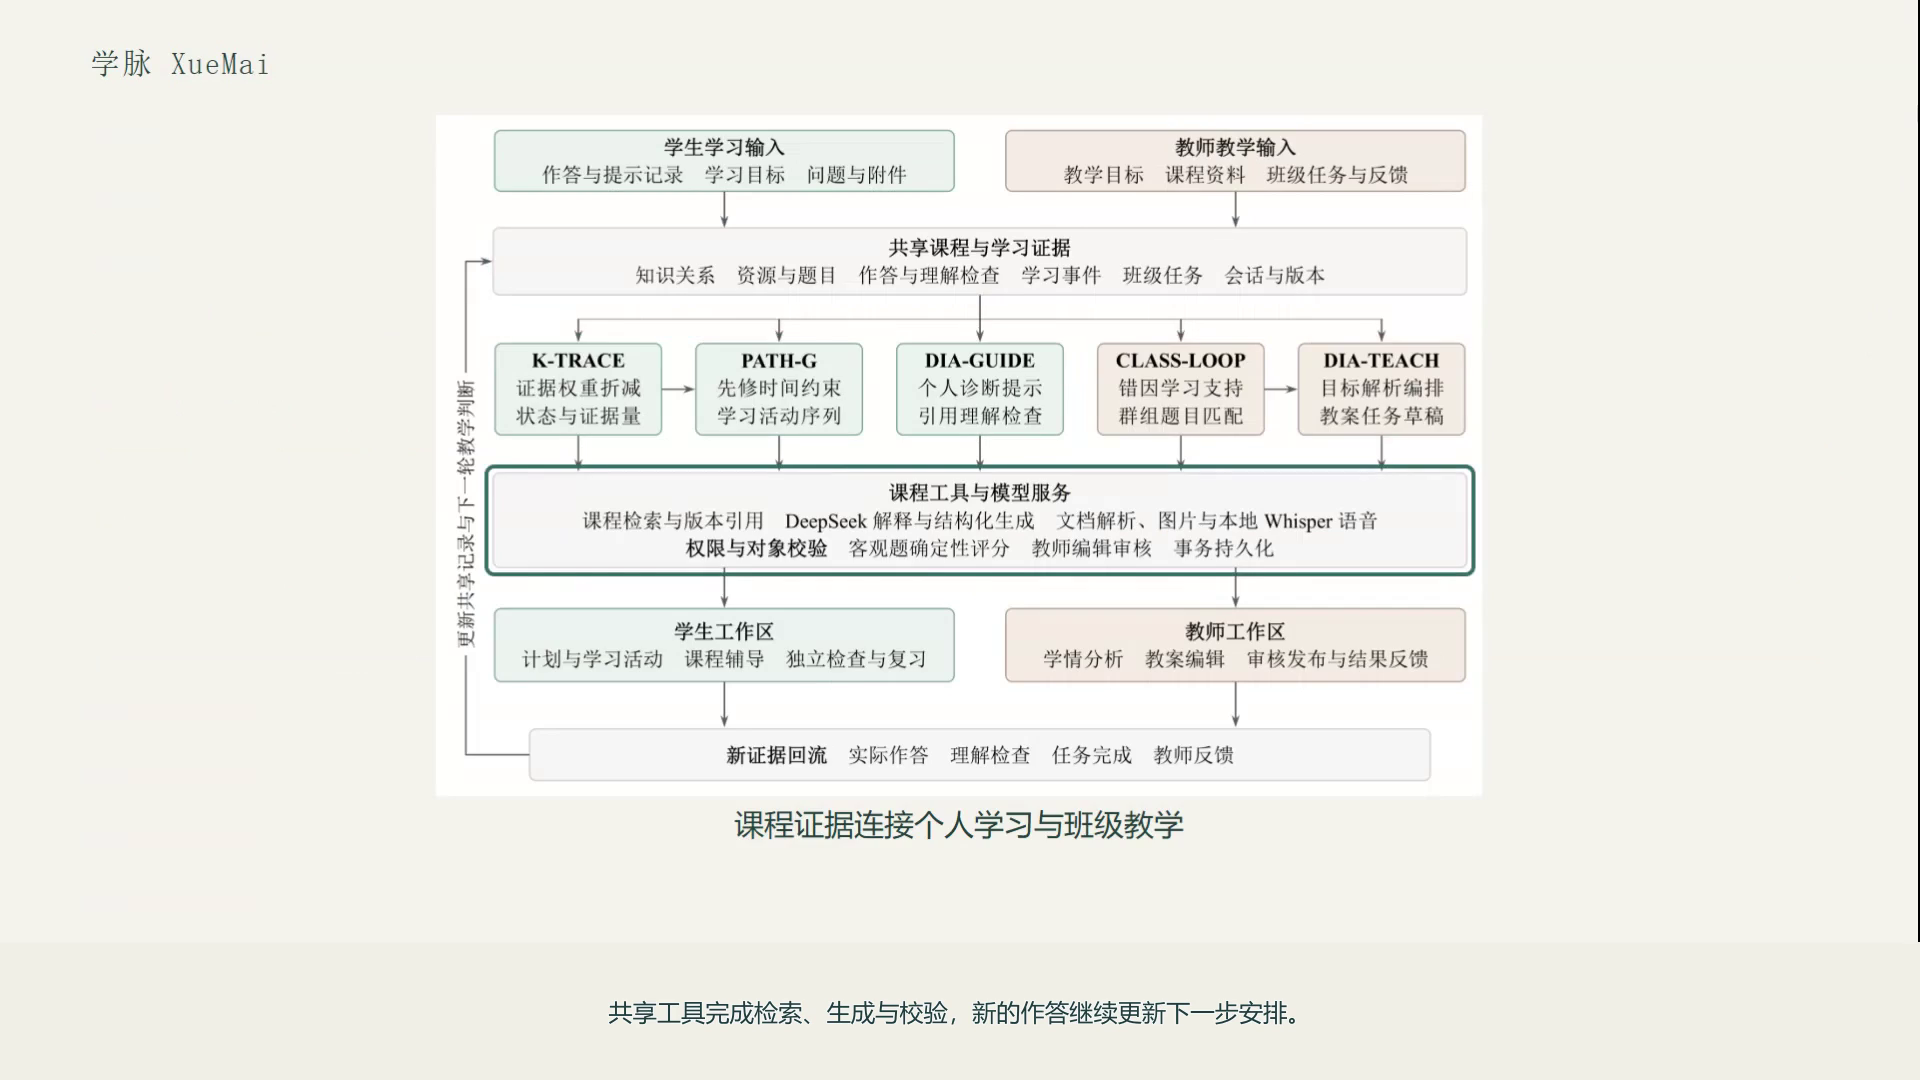 学脉 XueMai
学生学习输入
作答与提示记录 学习目标 问题与附件
教师教学输入
教学目标 课程资料 班级任务与反馈
共享课程与学习证据
知识关系 资源与题目 作答与理解检查 学习事件 班级任务 会话与版本
K-TRACE
证据权重折减
状态与证据量
PATH-G
先修时间约束
学习活动序列
DIA-GUIDE
个人诊断提示
引用理解检查
CLASS-LOOP
错因学习支持
群组题目匹配
DIA-TEACH
目标解析编排
教案任务草稿
更新共享记录与下一轮教学判断
课程工具与模型服务
课程检索与版本引用 DeepSeek 解释与结构化生成 文档解析、图片与本地 Whisper 语音
权限与对象校验 客观题确定性评分 教师编辑审核 事务持久化
学生工作区
计划与学习活动 课程辅导 独立检查与复习
教师工作区
学情分析 教案编辑 审核发布与结果反馈
新证据回流 实际作答 理解检查 任务完成 教师反馈
课程证据连接个人学习与班级教学
共享工具完成检索、生成与校验，新的作答继续更新下一步安排。